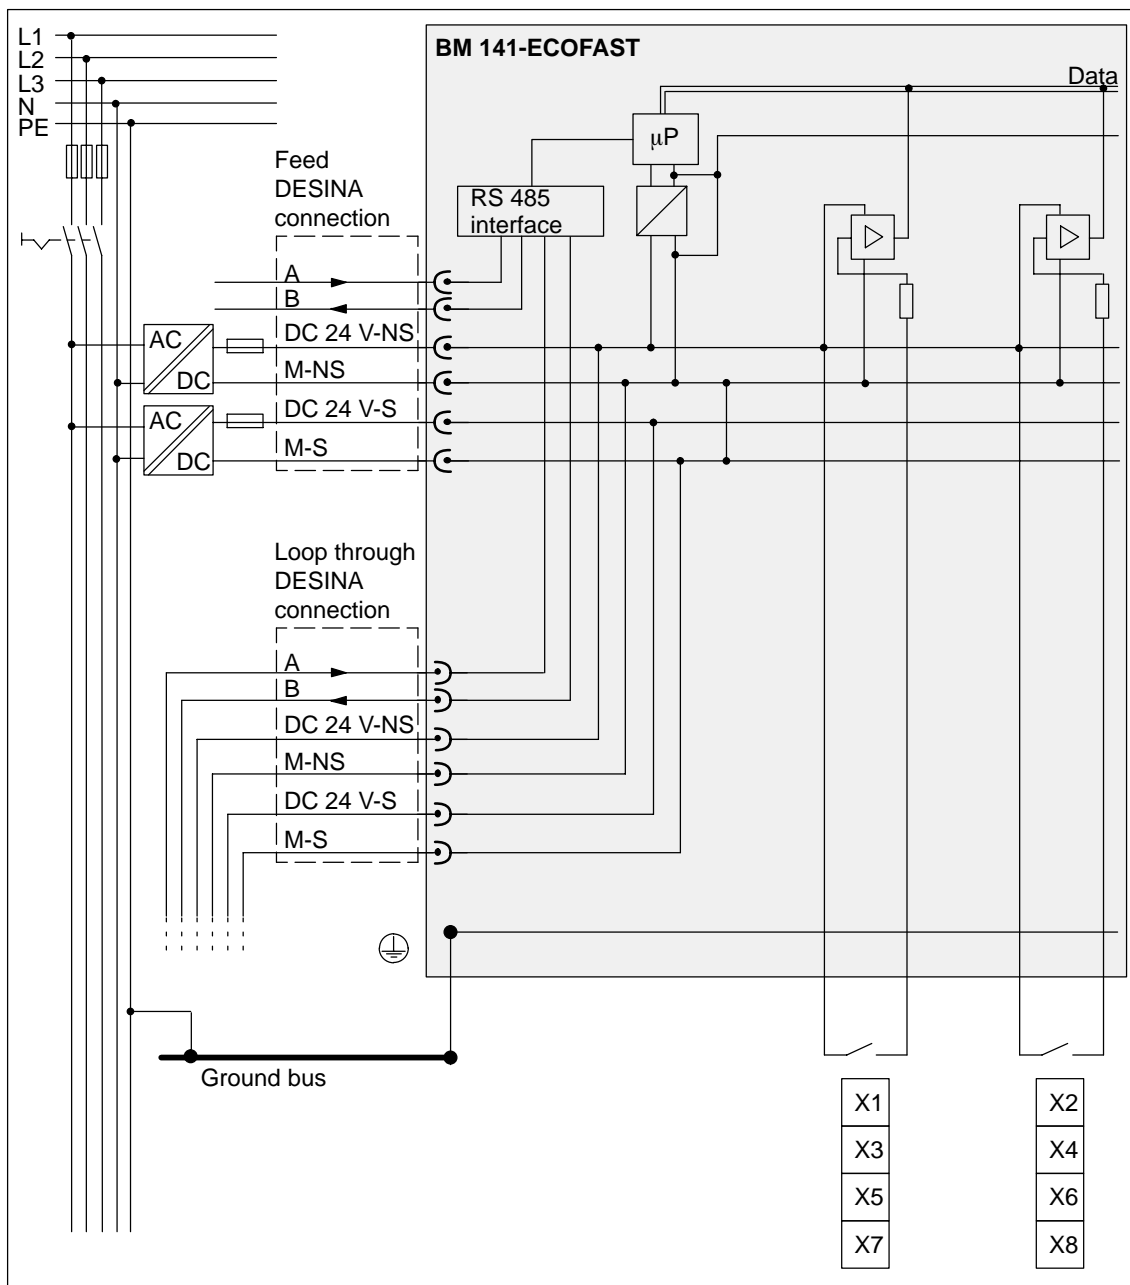 L1
L2
L3
N
PE
BM 141-ECOFAST
Data
µP
RS 485
interface
Feed
DESINA
connection
A
B
DC 24 V-NS
M-NS
DC 24 V-S
M-S
AC
DC
AC
DC
Loop through
DESINA
connection
A
B
DC 24 V-NS
M-NS
DC 24 V-S
M-S
Ground bus
X1
X3
X5
X7
X2
X4
X6
X8